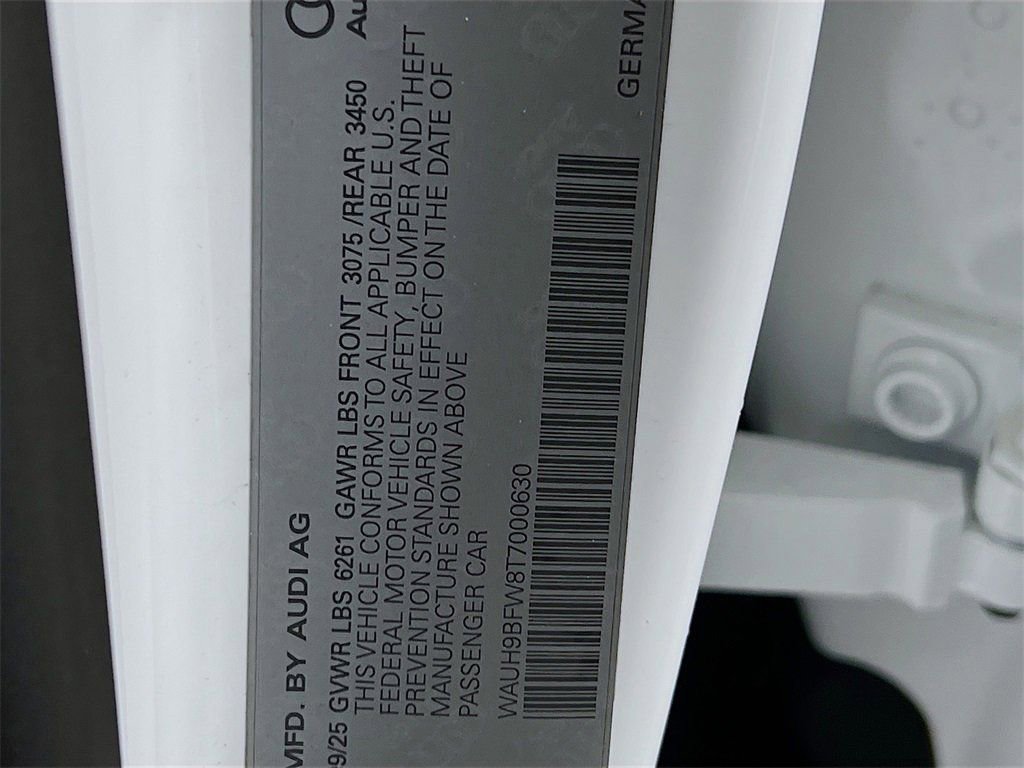 MFD. BY AUDI AG
9/25 GVWR LBS 6261 GAWR LBS FRONT 3075 /REAR 3450
THIS VEHICLE CONFORMS TO ALL APPLICABLE U.S.
FEDERAL MOTOR VEHICLE SAFETY, BUMPER AND THEFT
PREVENTION STANDARDS IN EFFECT ON THE DATE OF
MANUFACTURE SHOWN ABOVE
PASSENGER CAR
WAUH9BFW8T7000630